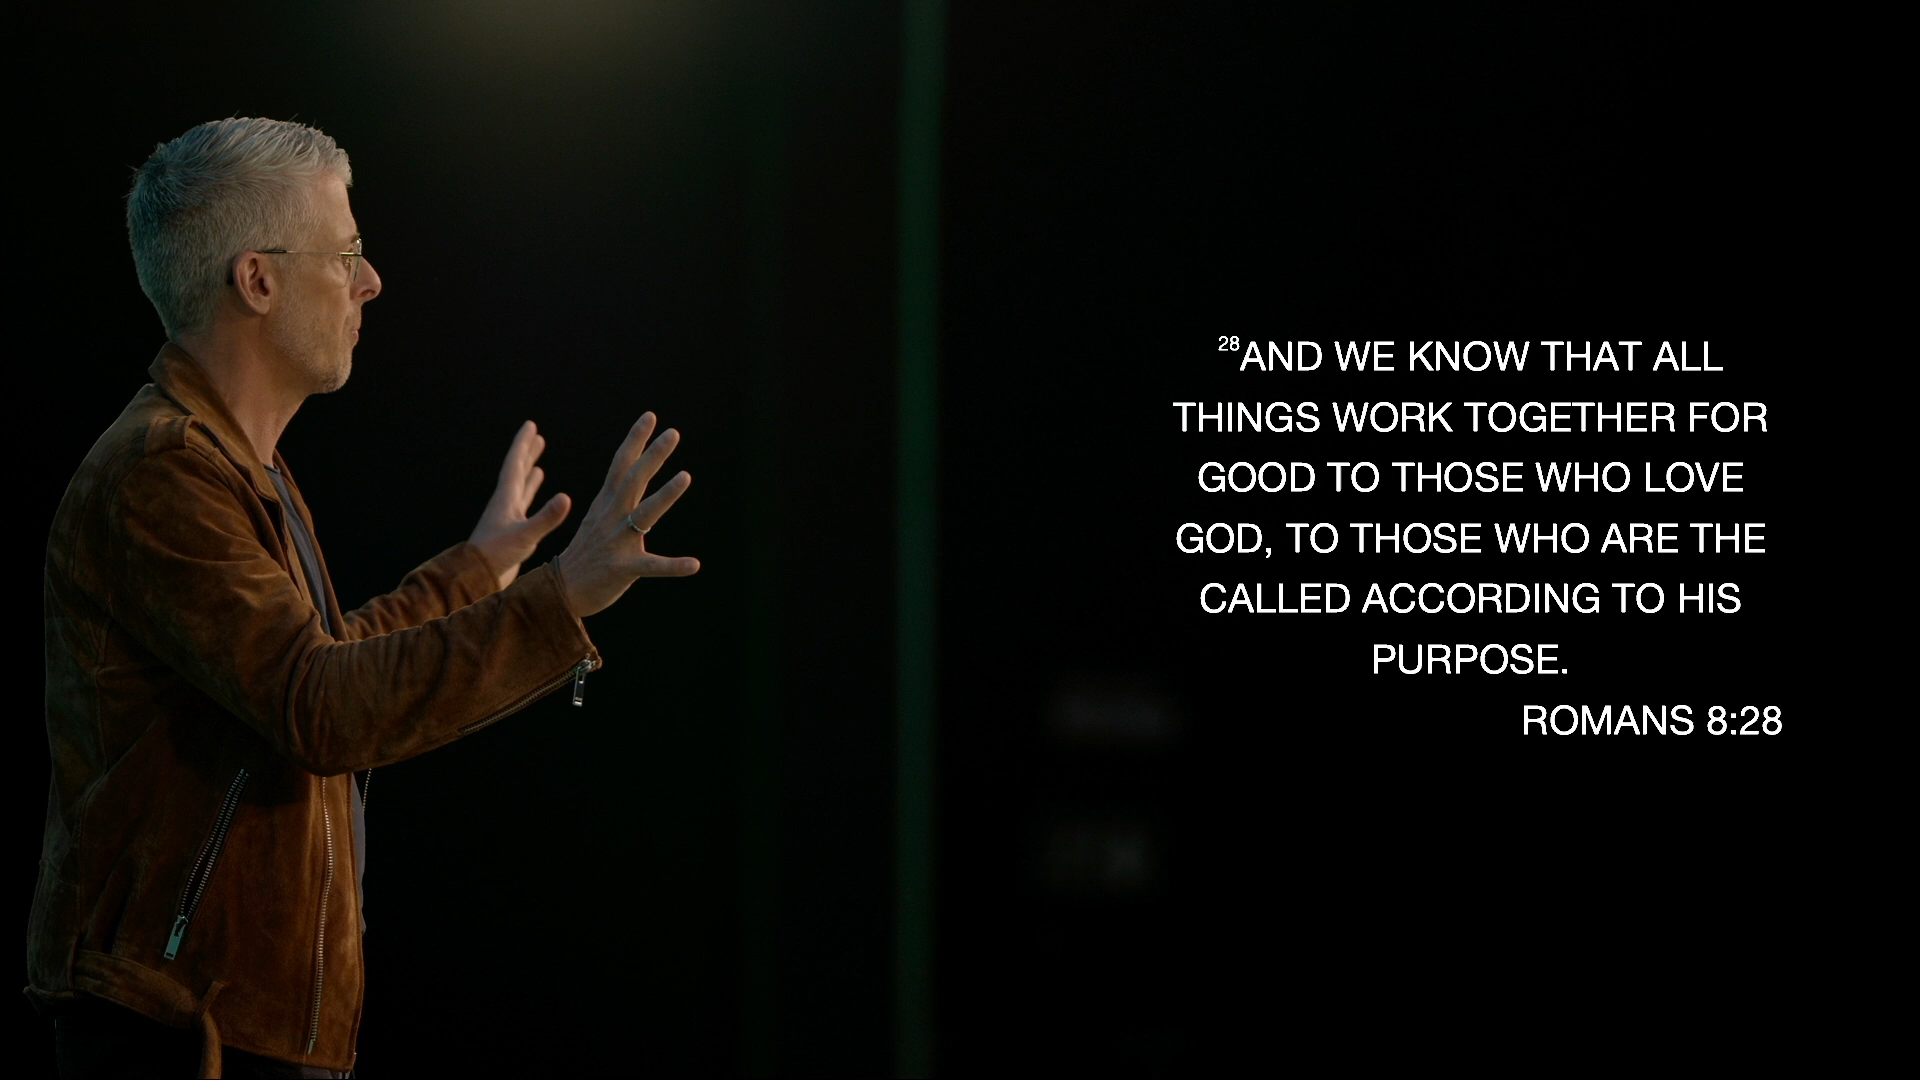 28AND WE KNOW THAT ALL
THINGS WORK TOGETHER FOR
GOOD TO THOSE WHO LOVE
GOD, TO THOSE WHO ARE THE
CALLED ACCORDING TO HIS
PURPOSE.
ROMANS 8:28